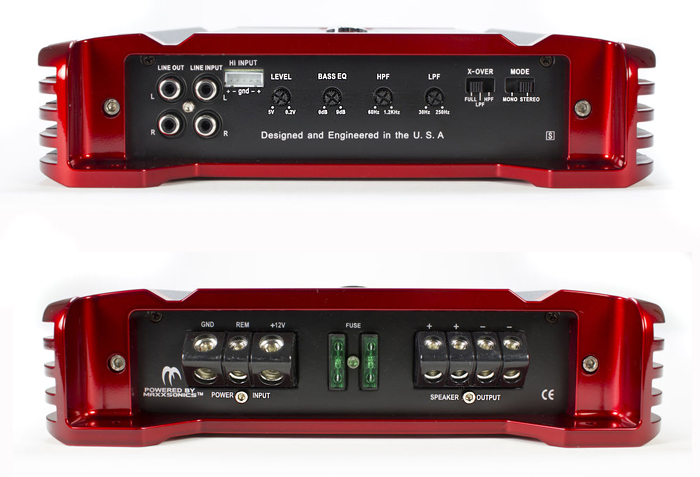 HI INPUT
LINE OUT LINE INPUT
L L
+ - gnd - +
R R
LEVEL BASS EQ HPF LPF X-OVER MODE
5V 0.2V 0dB 9dB 60Hz 1.2KHz 30Hz 250Hz FULL HPF MONO STEREO
LPF
Designed and Engineered in the U. S. A
S
GND REM +12V FUSE + + – –
POWERED BY
MAXXSONICS™
POWER INPUT SPEAKER OUTPUT CE